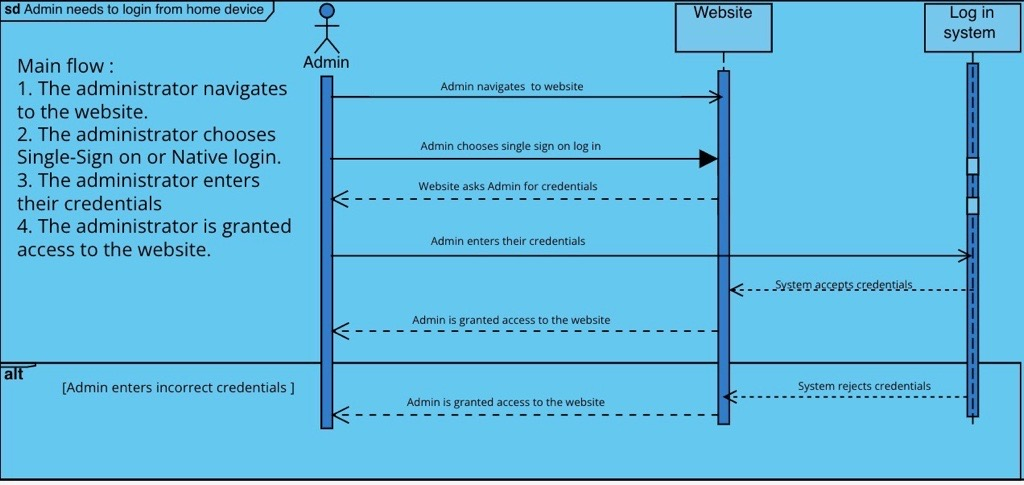 sd Admin needs to login from home device
Admin
Website
Log in
system
Main flow :
1. The administrator navigates
to the website.
2. The administrator chooses
Single-Sign on or Native login.
3. The administrator enters
their credentials
4. The administrator is granted
access to the website.
Admin navigates to website
Admin chooses single sign on log in
Website asks Admin for credentials
Admin enters their credentials
System accepts credentials
Admin is granted access to the website
alt
[Admin enters incorrect credentials ]
System rejects credentials
Admin is granted access to the website